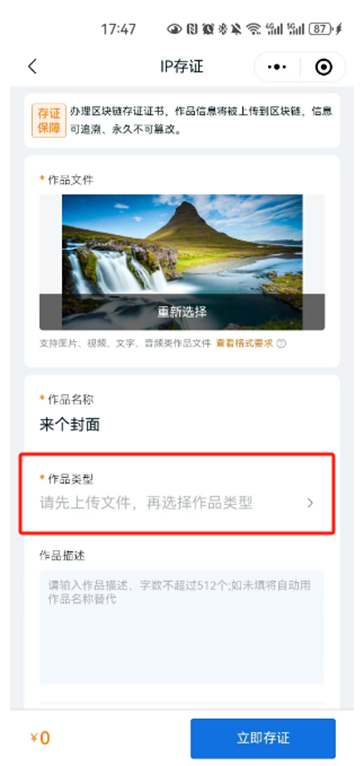 17:47
87
IP存证
存证
保障
办理区块链存证证书，作品信息将被上传到区块链，信息
可追溯、永久不可篡改。
*作品文件
重新选择
支持图片、视频、文字、音频类作品文件 查看格式要求 ?
*作品名称
来个封面
*作品类型
请先上传文件，再选择作品类型
作品描述
请输入作品描述，字数不超过512个;如未填将自动用
作品名称替代
¥0
立即存证